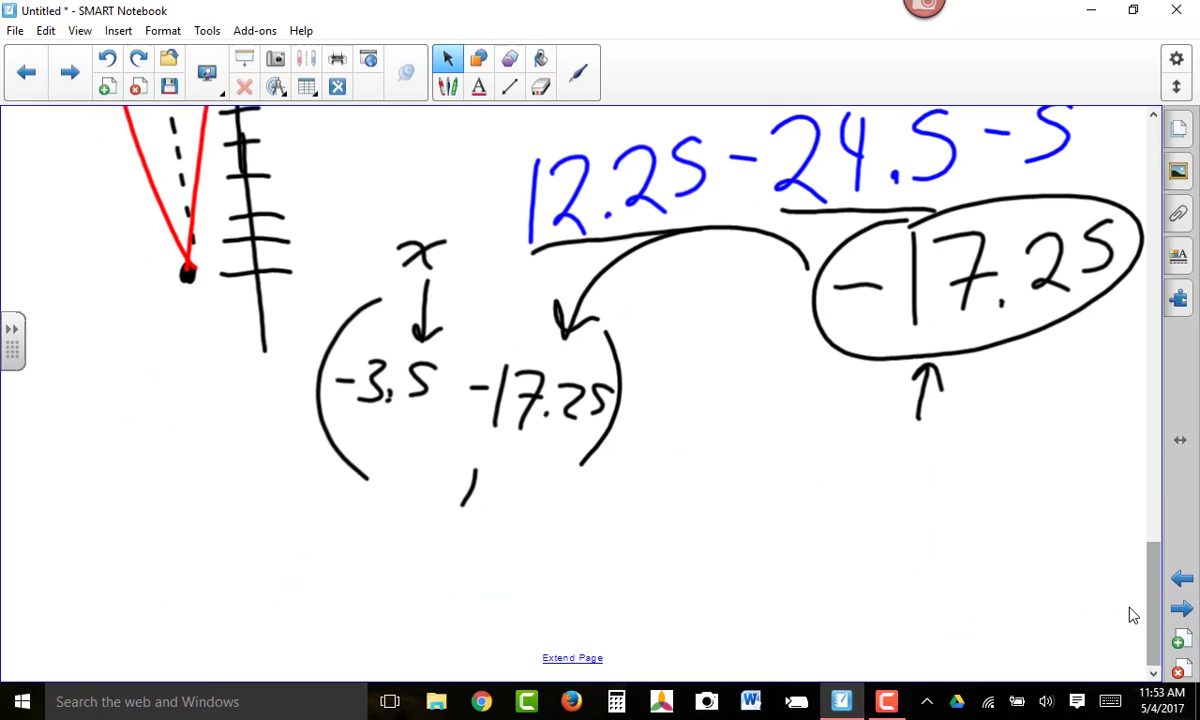 Untitled * - SMART Notebook
File Edit View Insert Format Tools Add-ons Help
12.25 - 24.5 - 5
-17.25
x
(-3.5 , -17.25)
Extend Page
Search the web and Windows
11:53 AM
5/4/2017